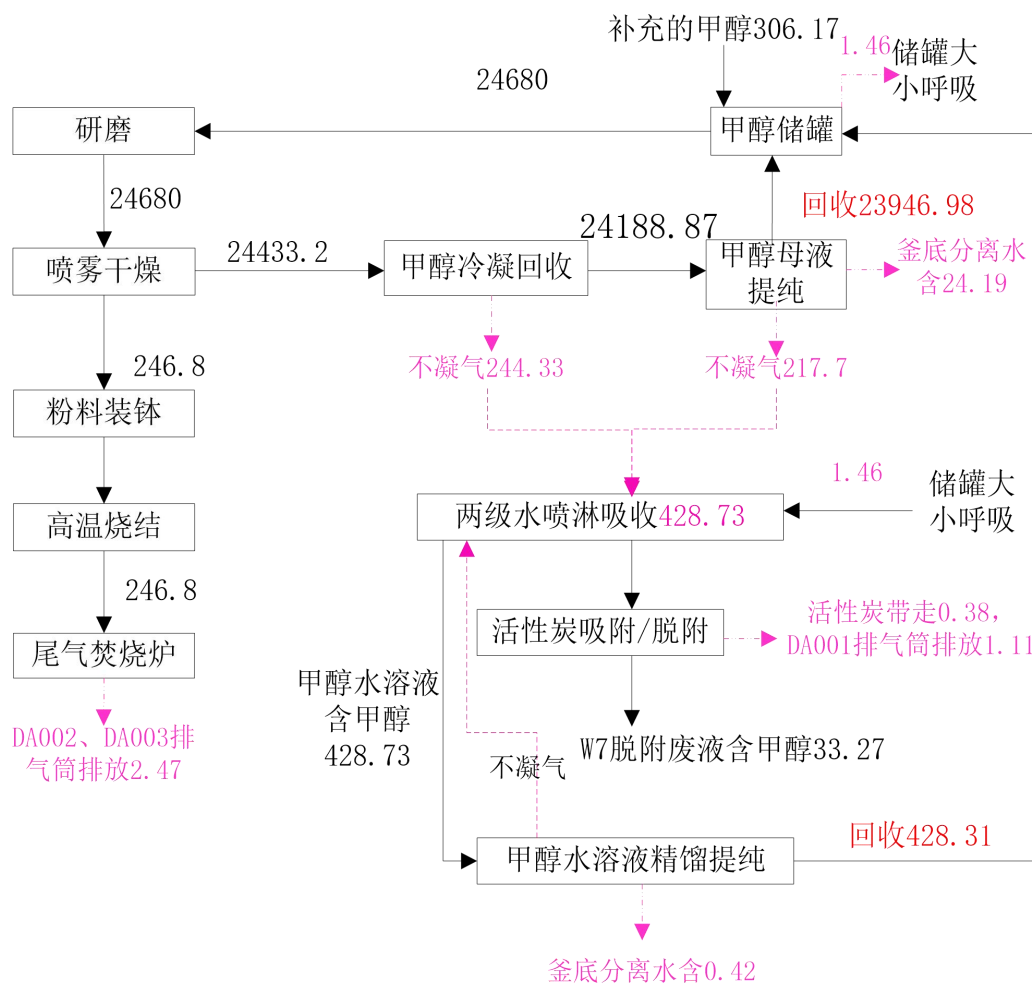 补充的甲醇306.17
1.46
储罐大
小呼吸
24680
研磨
甲醇储罐
24680
回收23946.98
24188.87
24433.2
喷雾干燥
甲醇冷凝回收
甲醇母液
提纯
釜底分离水
含24.19
246.8
不凝气244.33
不凝气217.7
粉料装钵
1.46
储罐大
小呼吸
高温烧结
两级水喷淋吸收428.73
246.8
活性炭吸附/脱附
活性炭带走0.38,
DA001排气筒排放1.11
尾气焚烧炉
甲醇水溶液
含甲醇
428.73
DA002、DA003排
气筒排放2.47
W7脱附废液含甲醇33.27
不凝气
回收428.31
甲醇水溶液精馏提纯
釜底分离水含0.42